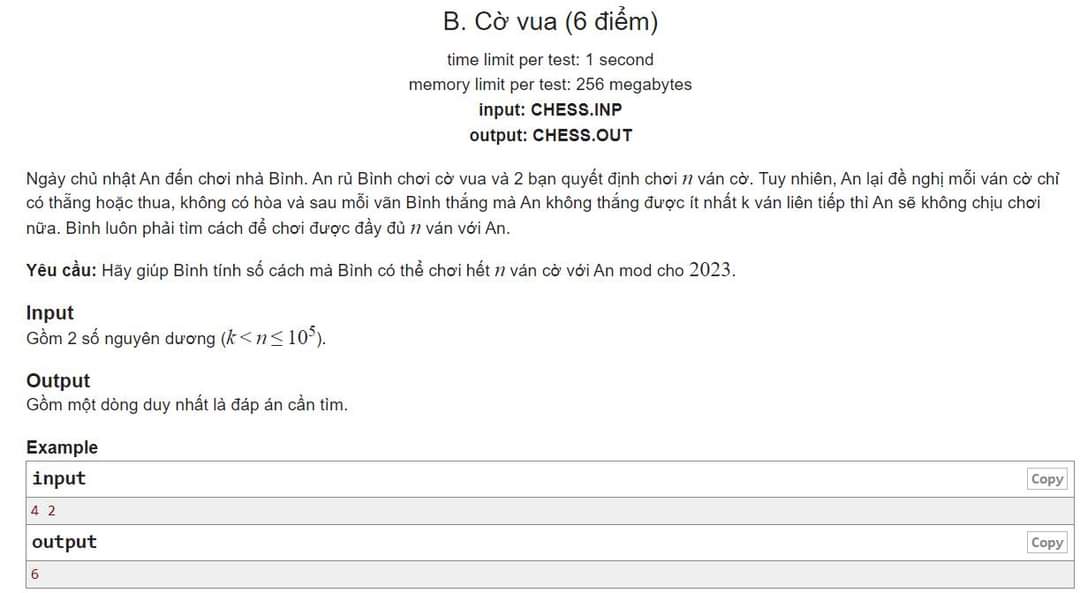 B. Cờ vua (6 điểm)
time limit per test: 1 second
memory limit per test: 256 megabytes
input: CHESS.INP
output: CHESS.OUT
Ngày chủ nhật An đến chơi nhà Bình. An rủ Bình chơi cờ vua và 2 bạn quyết định chơi n ván cờ. Tuy nhiên, An lại đề nghị mỗi ván cờ chỉ
có thắng hoặc thua, không có hòa và sau mỗi văn Bình thắng mà An không thắng được ít nhất k ván liên tiếp thì An sẽ không chịu chơi
nữa. Bình luôn phải tìm cách để chơi được đầy đủ n ván với An.
Yêu cầu: Hãy giúp Bình tính số cách mà Bình có thể chơi hết n ván cờ với An mod cho 2023.
Input
Gồm 2 số nguyên dương (k < n ≤ 10⁵).
Output
Gồm một dòng duy nhất là đáp án cần tìm.
Example
input
Copy
4 2
output
Copy
6